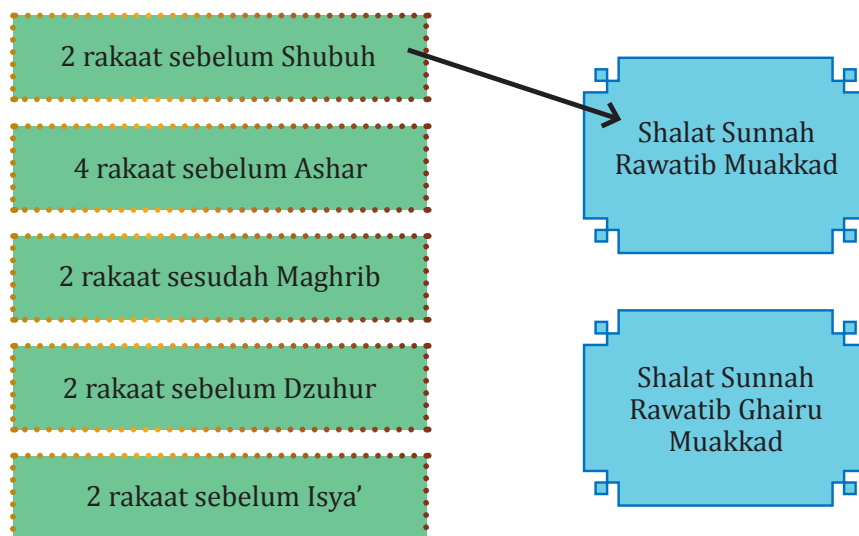 2 rakaat sebelum Shubuh
4 rakaat sebelum Ashar
2 rakaat sesudah Maghrib
2 rakaat sebelum Dzuhur
2 rakaat sebelum Isya’
Shalat Sunnah
Rawatib Muakkad
Shalat Sunnah
Rawatib Ghairu
Muakkad